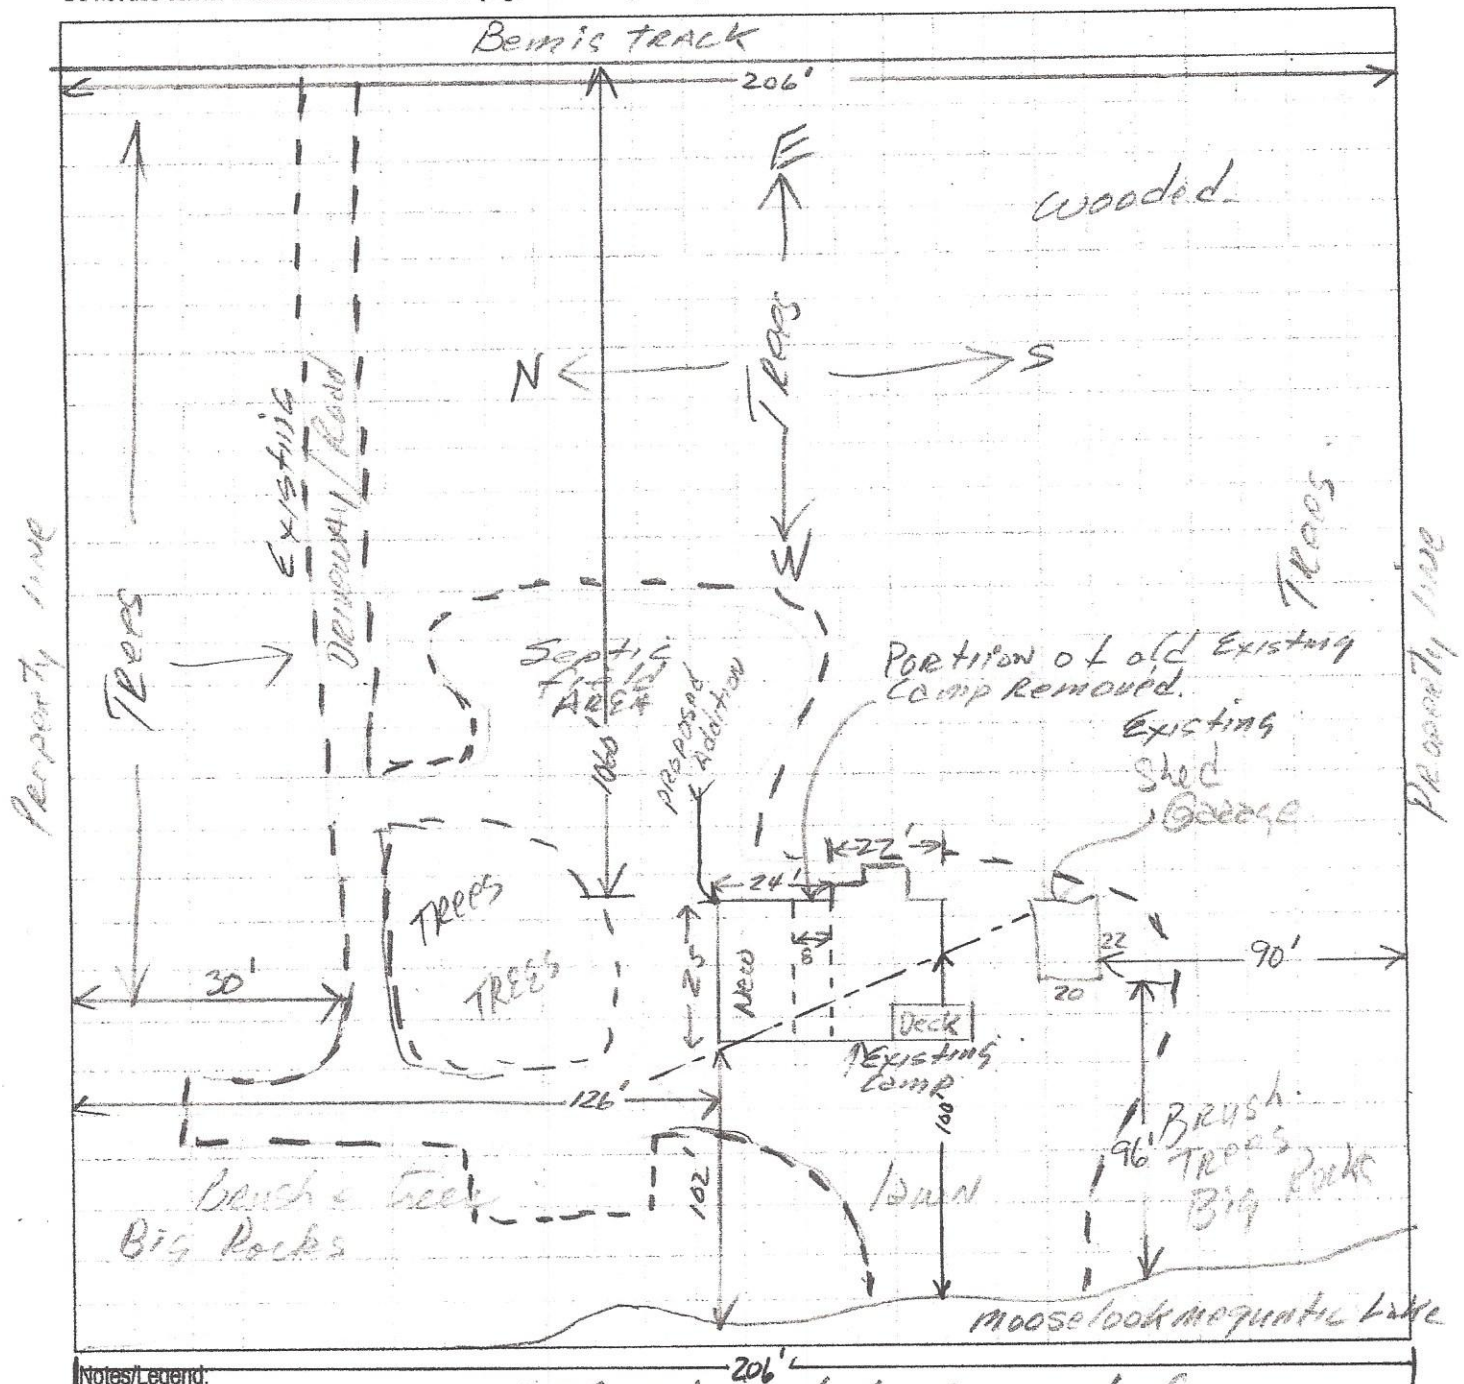 Bemis TRACK
206'
E
wooded
Trees
N
S
W
Existing
DRIVEWAY/Road
Trees
Property line
Trees
Property line
Septic
field
AREA
1060'
Proposed
Addition
Portiion of old Existing
Camp Removed.
Existing
Shed
Garage
22'
24'
TREES
TREES
25
New
8
22
20
90'
30'
Deck
Existing
Camp
126'
102'
100'
96'
Brush
Trees
Big Rocks
Brush & Trees
Big Rocks
lawn
mooselookmeguntic Lake
Notes/Legend:
206'